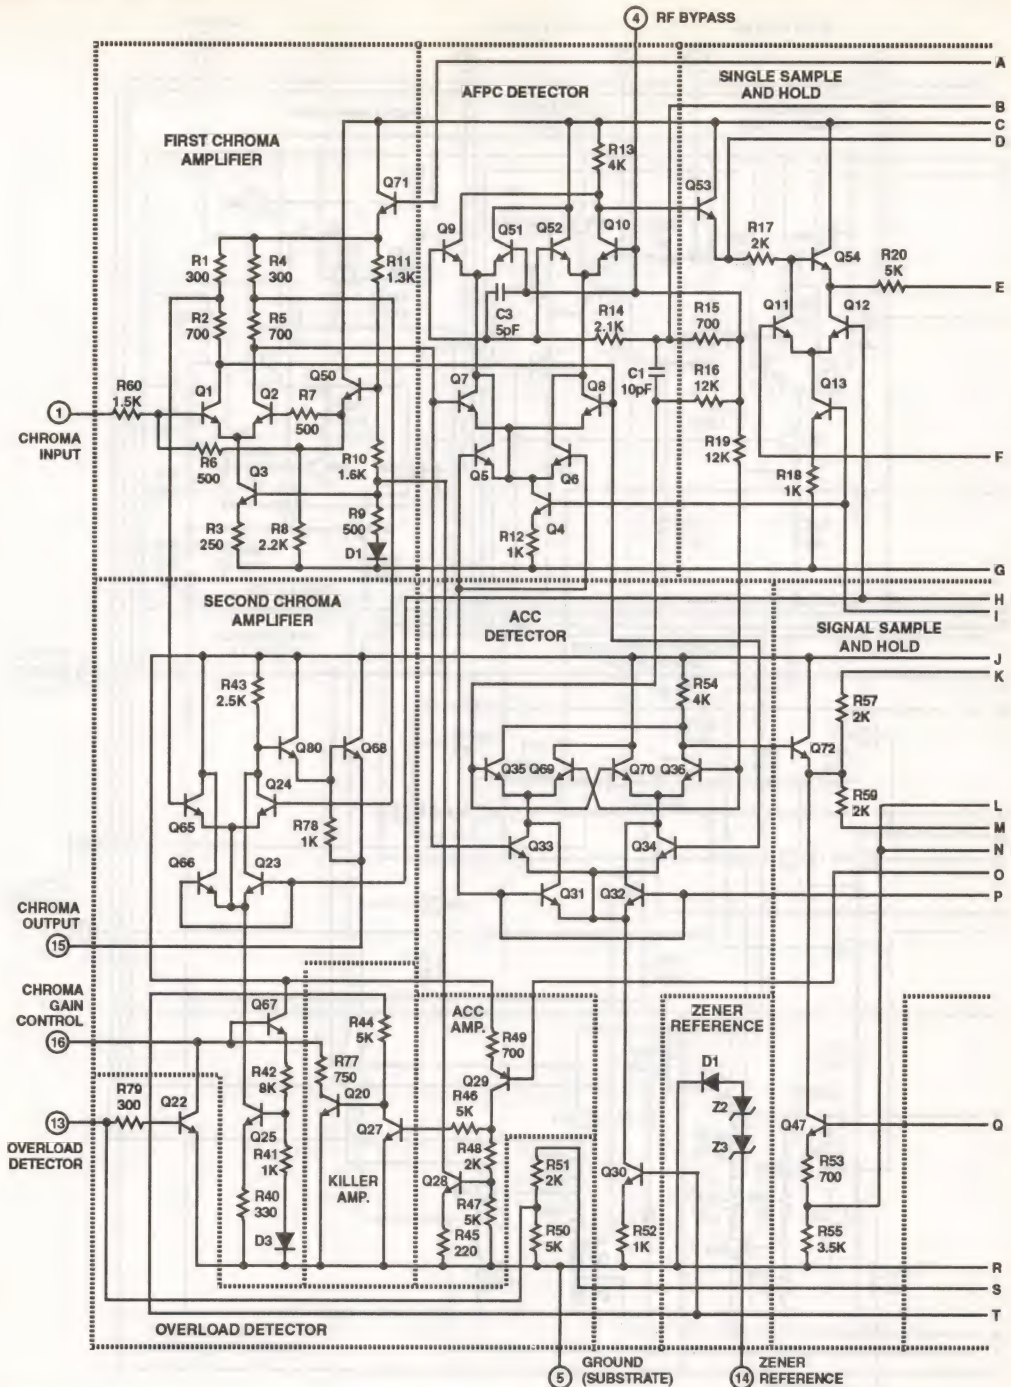 4 RF BYPASS
A
AFPC DETECTOR
SINGLE SAMPLE
AND HOLD
B
C
D
FIRST CHROMA
AMPLIFIER
R13
4K
Q71
Q53
Q9
Q51
Q52
Q10
R17
2K
Q54
R20
5K
E
R1
300
R4
300
R11
1.3K
C3
5pF
R14
2.1K
R15
700
Q11
Q12
R2
700
R5
700
R16
12K
C1
10pF
Q50
Q7
Q8
Q13
R60
1.5K
Q1
Q2
R7
500
1
CHROMA
INPUT
R19
12K
R6
500
Q3
R10
1.6K
Q5
Q6
F
R18
1K
R9
500
R3
250
R8
2.2K
D1
R12
1K
Q4
G
SECOND CHROMA
AMPLIFIER
ACC
DETECTOR
H
I
SIGNAL SAMPLE
AND HOLD
J
K
R43
2.5K
R54
4K
R57
2K
Q80
Q68
Q72
Q35
Q69
Q70
Q36
Q24
R59
2K
L
M
Q65
R78
1K
Q33
Q34
N
Q66
Q23
O
Q31
Q32
P
CHROMA
OUTPUT
15
CHROMA
GAIN
CONTROL
16
Q67
R44
5K
ACC
AMP.
R49
700
ZENER
REFERENCE
R77
750
D1
R42
8K
Q29
R79
300
Q22
Q20
R46
5K
Z2
13
OVERLOAD
DETECTOR
Q25
Q27
Z3
Q47
Q
R41
1K
R48
2K
R51
2K
Q30
R53
700
KILLER
AMP.
Q28
R40
330
R47
5K
R45
220
R50
5K
R52
1K
R55
3.5K
D3
R
S
T
OVERLOAD DETECTOR
5 GROUND
(SUBSTRATE)
14 ZENER
REFERENCE